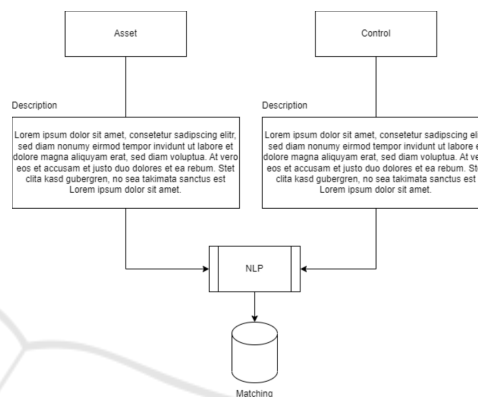 Asset
Control
Description
Lorem ipsum dolor sit amet, consetetur sadipscing elitr,
sed diam nonumy eirmod tempor invidunt ut labore et
dolore magna aliquyam erat, sed diam voluptua. At vero
eos et accusam et justo duo dolores et ea rebum. Stet
clita kasd gubergren, no sea takimata sanctus est
Lorem ipsum dolor sit amet.
Description
Lorem ipsum dolor sit amet, consetetur sadipscing eli
sed diam nonumy eirmod tempor invidunt ut labore e
dolore magna aliquyam erat, sed diam voluptua. At ve
eos et accusam et justo duo dolores et ea rebum. St
clita kasd gubergren, no sea takimata sanctus est
Lorem ipsum dolor sit amet.
NLP
Matching